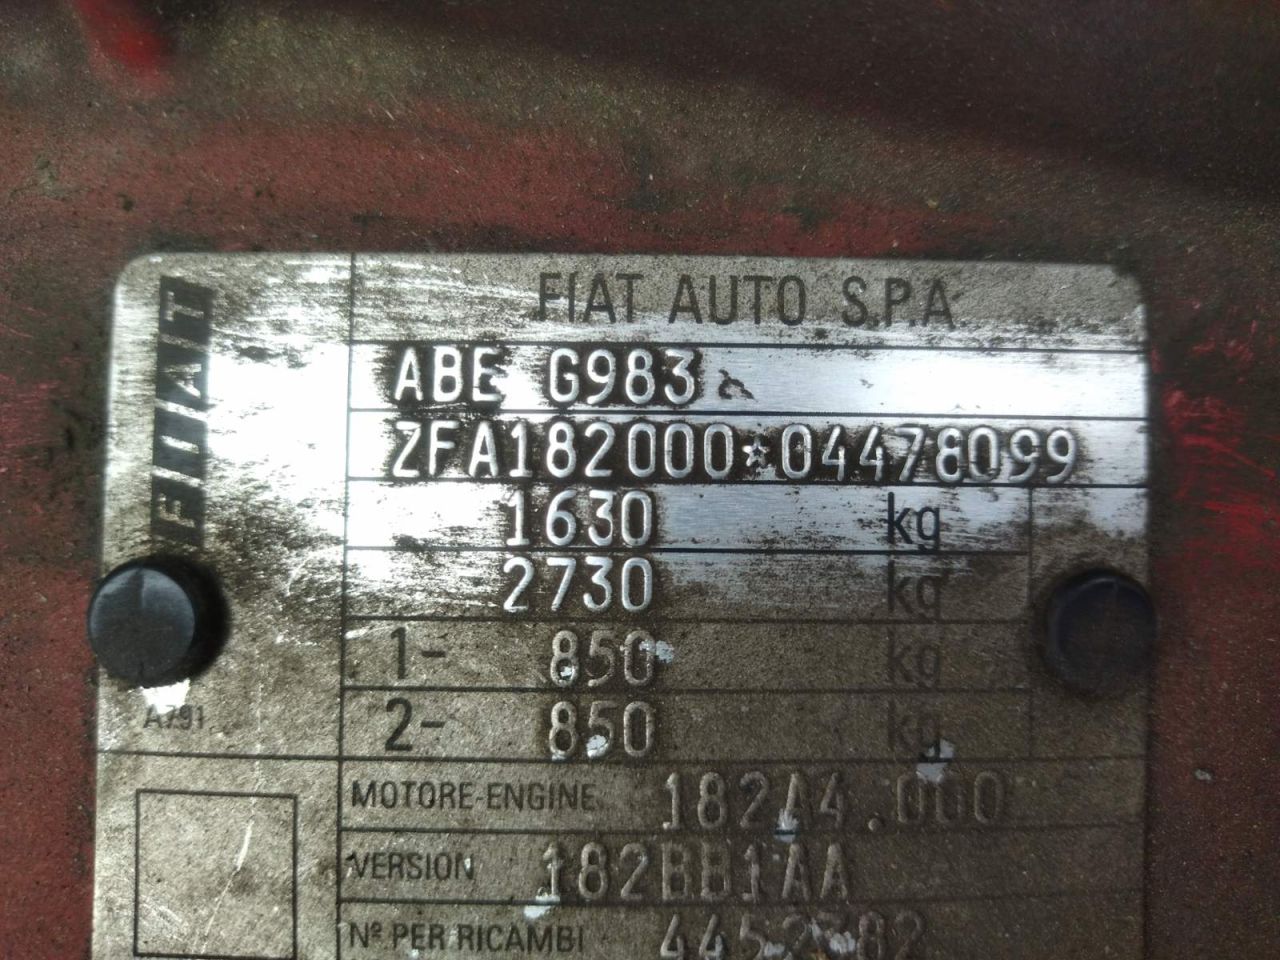 FIAT AUTO S.P.A
FIAT
ABE G983
ZFA182000*04478099
1630 kg
2730 kg
1- 850 kg
2- 850 kg
A791
MOTORE-ENGINE 182A4.000
VERSION 182BB1AA
Nº PER RICAMBI